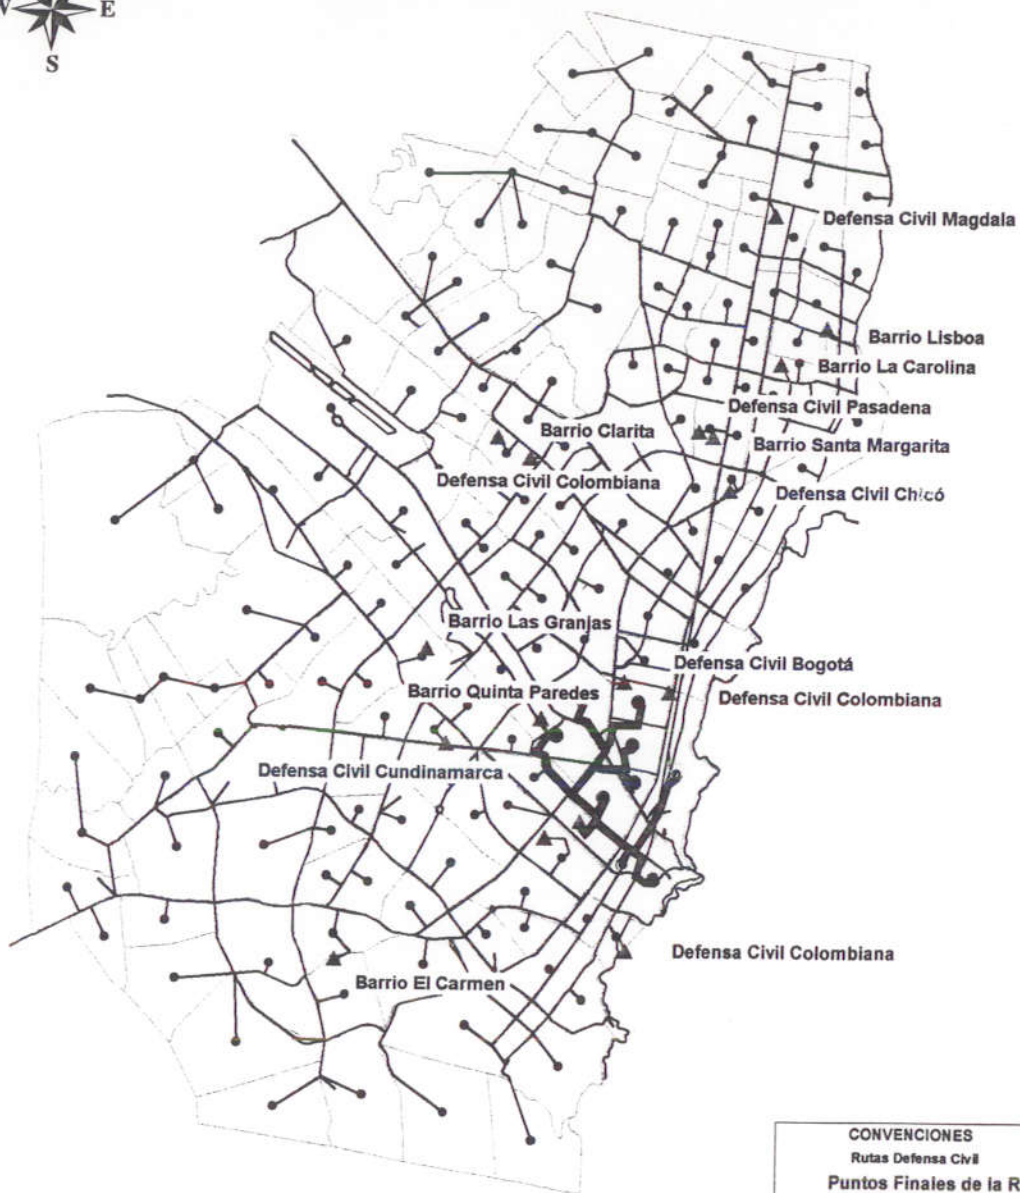 E
S
Defensa Civil Magdala
Barrio Lisboa
Barrio La Carolina
Defensa Civil Pasadena
Barrio Clarita
Barrio Santa Margarita
Defensa Civil Colombiana
Defensa Civil Chicó
Barrio Las Granjas
Defensa Civil Bogotá
Barrio Quinta Paredes
Defensa Civil Colombiana
Defensa Civil Cundinamarca
Defensa Civil Colombiana
Barrio El Carmen
CONVENCIONES
Rutas Defensa Civil
Puntos Finales de la R